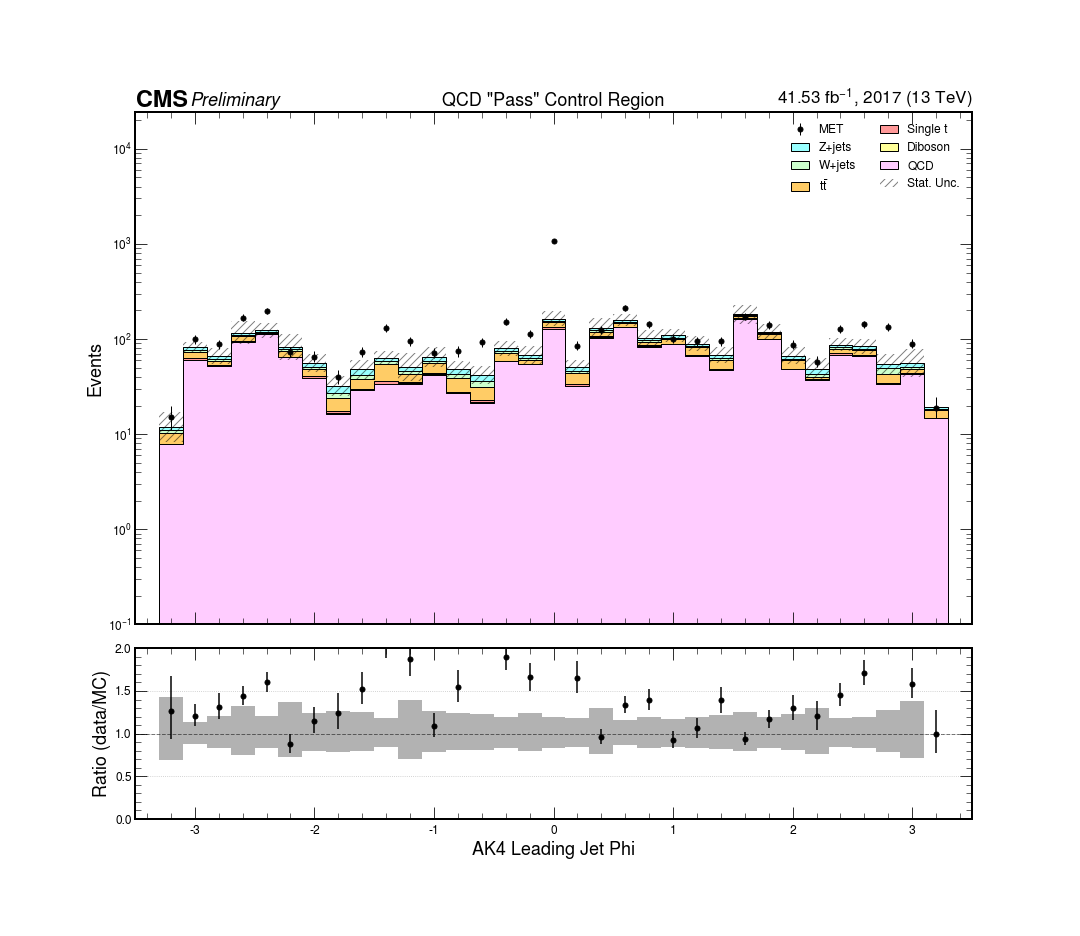 CMS Preliminary QCD "Pass" Control Region 41.53 fb⁻¹, 2017 (13 TeV)
MET Single t
Z+jets Diboson
W+jets QCD
tt̄ Stat. Unc.
Events
10⁴
10³
10²
10¹
10⁰
10⁻¹
Ratio (data/MC)
2.0
1.5
1.0
0.5
0.0
-3 -2 -1 0 1 2 3
AK4 Leading Jet Phi